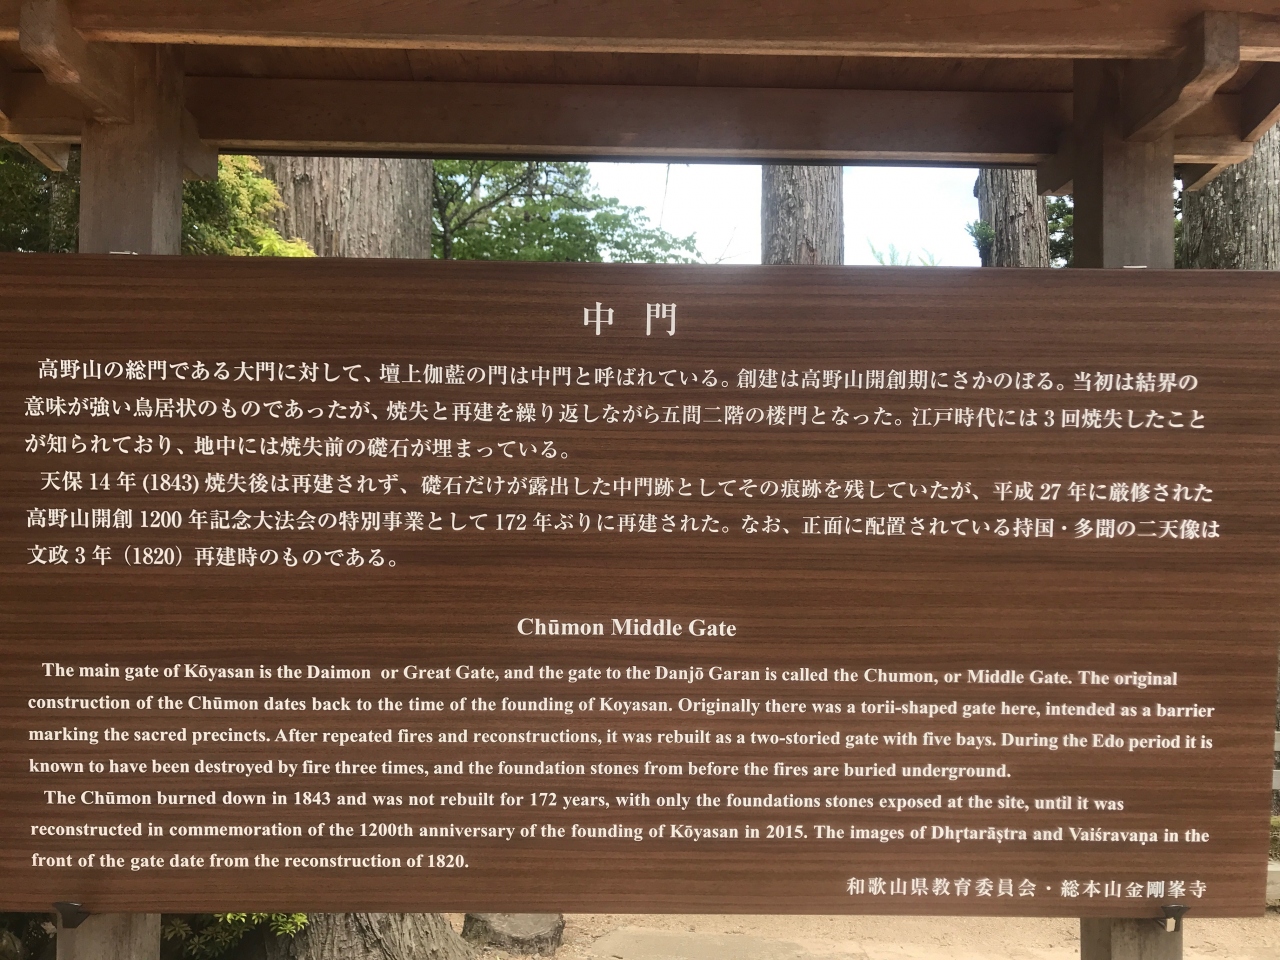 中 門
高野山の総門である大門に対して、壇上伽藍の門は中門と呼ばれている。創建は高野山開創期にさかのぼる。当初は結界の
意味が強い鳥居状のものであったが、焼失と再建を繰り返しながら五間二階の楼門となった。江戸時代には 3 回焼失したこと
が知られており、地中には焼失前の礎石が埋まっている。
天保 14 年 (1843) 焼失後は再建されず、礎石だけが露出した中門跡としてその痕跡を残していたが、平成 27 年に厳修された
高野山開創 1200 年記念大法会の特別事業として 172 年ぶりに再建された。なお、正面に配置されている持国・多聞の二天像は
文政 3 年（1820）再建時のものである。
Chūmon Middle Gate
The main gate of Kōyasan is the Daimon or Great Gate, and the gate to the Danjō Garan is called the Chumon, or Middle Gate. The original
construction of the Chūmon dates back to the time of the founding of Koyasan. Originally there was a torii-shaped gate here, intended as a barrier
marking the sacred precincts. After repeated fires and reconstructions, it was rebuilt as a two-storied gate with five bays. During the Edo period it is
known to have been destroyed by fire three times, and the foundation stones from before the fires are buried underground.
The Chūmon burned down in 1843 and was not rebuilt for 172 years, with only the foundations stones exposed at the site, until it was
reconstructed in commemoration of the 1200th anniversary of the founding of Kōyasan in 2015. The images of Dhṛtarāṣtra and Vaiśravaṇa in the
front of the gate date from the reconstruction of 1820.
和歌山県教育委員会・総本山金剛峯寺